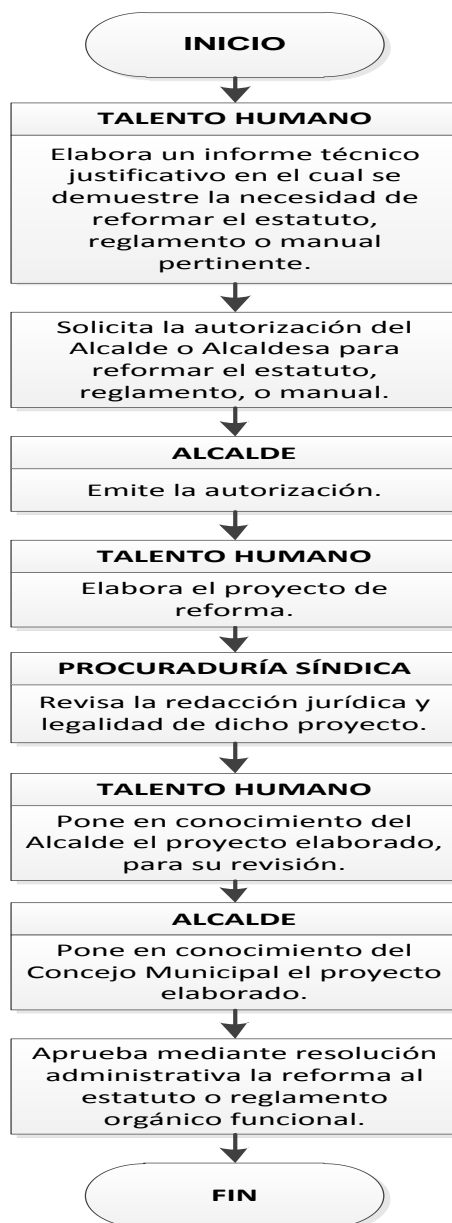 INICIO
TALENTO HUMANO
Elabora un informe técnico
justificativo en el cual se
demuestre la necesidad de
reformar el estatuto,
reglamento o manual
pertinente.
Solicita la autorización del
Alcalde o Alcaldesa para
reformar el estatuto,
reglamento, o manual.
ALCALDE
Emite la autorización.
TALENTO HUMANO
Elabora el proyecto de
reforma.
PROCURADURÍA SÍNDICA
Revisa la redacción jurídica y
legalidad de dicho proyecto.
TALENTO HUMANO
Pone en conocimiento del
Alcalde el proyecto elaborado,
para su revisión.
ALCALDE
Pone en conocimiento del
Concejo Municipal el proyecto
elaborado.
Aprueba mediante resolución
administrativa la reforma al
estatuto o reglamento
orgánico funcional.
FIN